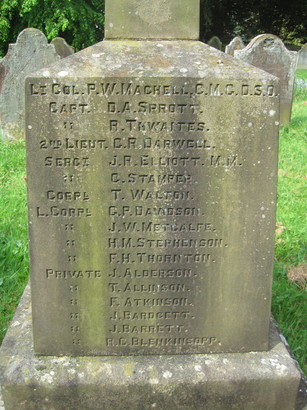 Lt Col. P.W. Machell, C.M.G. D.S.O.
Capt. D.A. Sprott.
" R. Thwaites.
2nd Lieut. C.R. Darwell.
Sergt J.R. Elliott. M.M.
" C. Stamper.
Corpl T. Walton.
L. Corpl C.P. Davidson.
" J.W. Metcalfe.
" H.M. Stephenson.
" F.H. Thornton.
Private J. Alderson.
" T. Allinson.
" F. Atkinson.
" J. Bardgett.
" J. Barrett.
" R.C. Blenkinsopp.